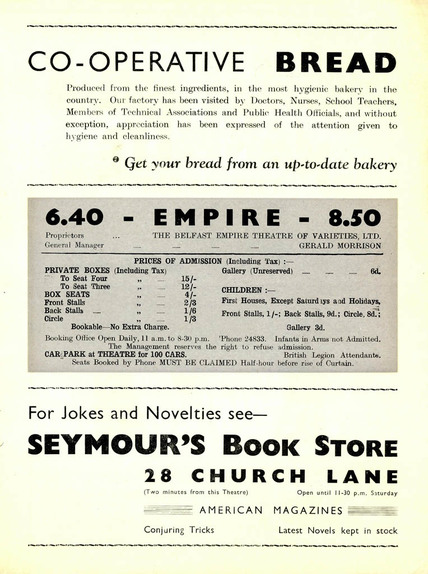 CO-OPERATIVE BREAD
Produced from the finest ingredients, in the most hygienic bakery in the
country. Our factory has been visited by Doctors, Nurses, School Teachers,
Members of Technical Associations and Public Health Officials, and without
exception, appreciation has been expressed of the attention given to
hygiene and cleanliness.
Get your bread from an up-to-date bakery
6.40 - EMPIRE - 8.50
Proprietors ... THE BELFAST EMPIRE THEATRE OF VARIETIES, LTD.
General Manager — — — — GERALD MORRISON
PRICES OF ADMISSION (Including Tax) :—
PRIVATE BOXES (Including Tax)
To Seat Four „ — 15/-
To Seat Three „ — 12/-
BOX SEATS „ — 4/-
Front Stalls „ — 2/3
Back Stalls — „ — 1/6
Circle „ — 1/3
Bookable—No Extra Charge.
Gallery (Unreserved) — — — 6d.
CHILDREN :—
First Houses, Except Saturdays and Holidays,
Front Stalls, 1/-; Back Stalls, 9d.; Circle, 8d.;
Gallery 3d.
Booking Office Open Daily, 11 a.m. to 8-30 p.m. 'Phone 24833. Infants in Arms not Admitted.
The Management reserves the right to refuse admission.
CAR PARK at THEATRE for 100 CARS. British Legion Attendants.
Seats Booked by Phone MUST BE CLAIMED Half-hour before rise of Curtain.
For Jokes and Novelties see—
SEYMOUR'S BOOK STORE
28 CHURCH LANE
(Two minutes from this Theatre) Open until 11-30 p.m. Saturday
AMERICAN MAGAZINES
Conjuring Tricks Latest Novels kept in stock